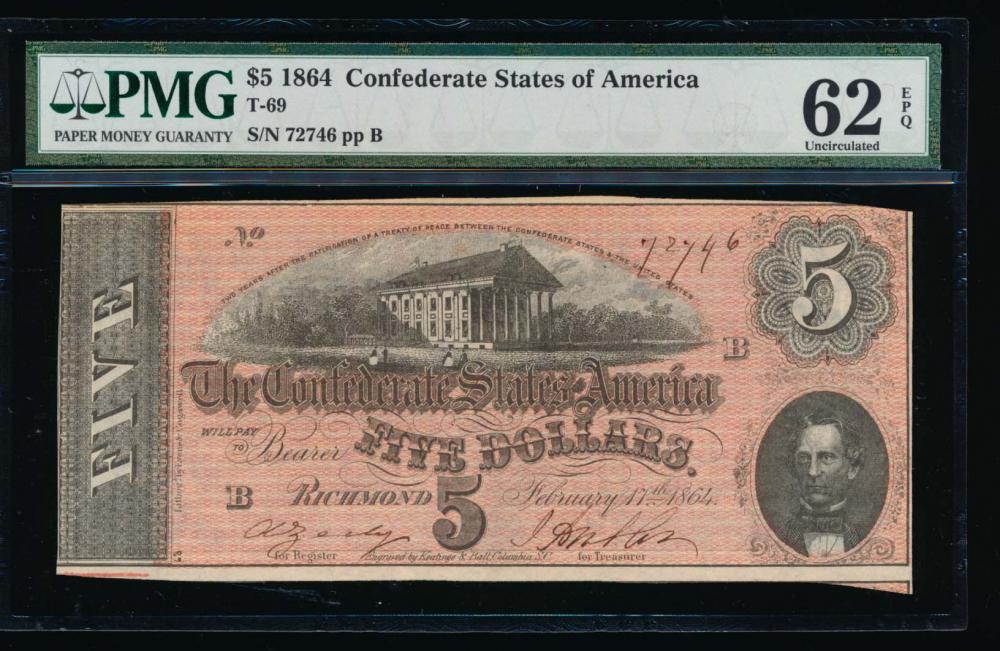 PMG
PAPER MONEY GUARANTY
$5 1864 Confederate States of America
T-69
S/N 72746 pp B
62
Uncirculated
EPQ
No
72746
TWO YEARS AFTER THE RATIFICATION OF A TREATY OF PEACE BETWEEN THE CONFEDERATE STATES & THE UNITED STATES
5
FIVE
B
The Confederate States of America
WILL PAY
TO Bearer FIVE DOLLARS.
B RICHMOND 5 February 17th 1864.
for Register Engraved by Keatinge & Ball, Columbia, S.C. for Treasurer